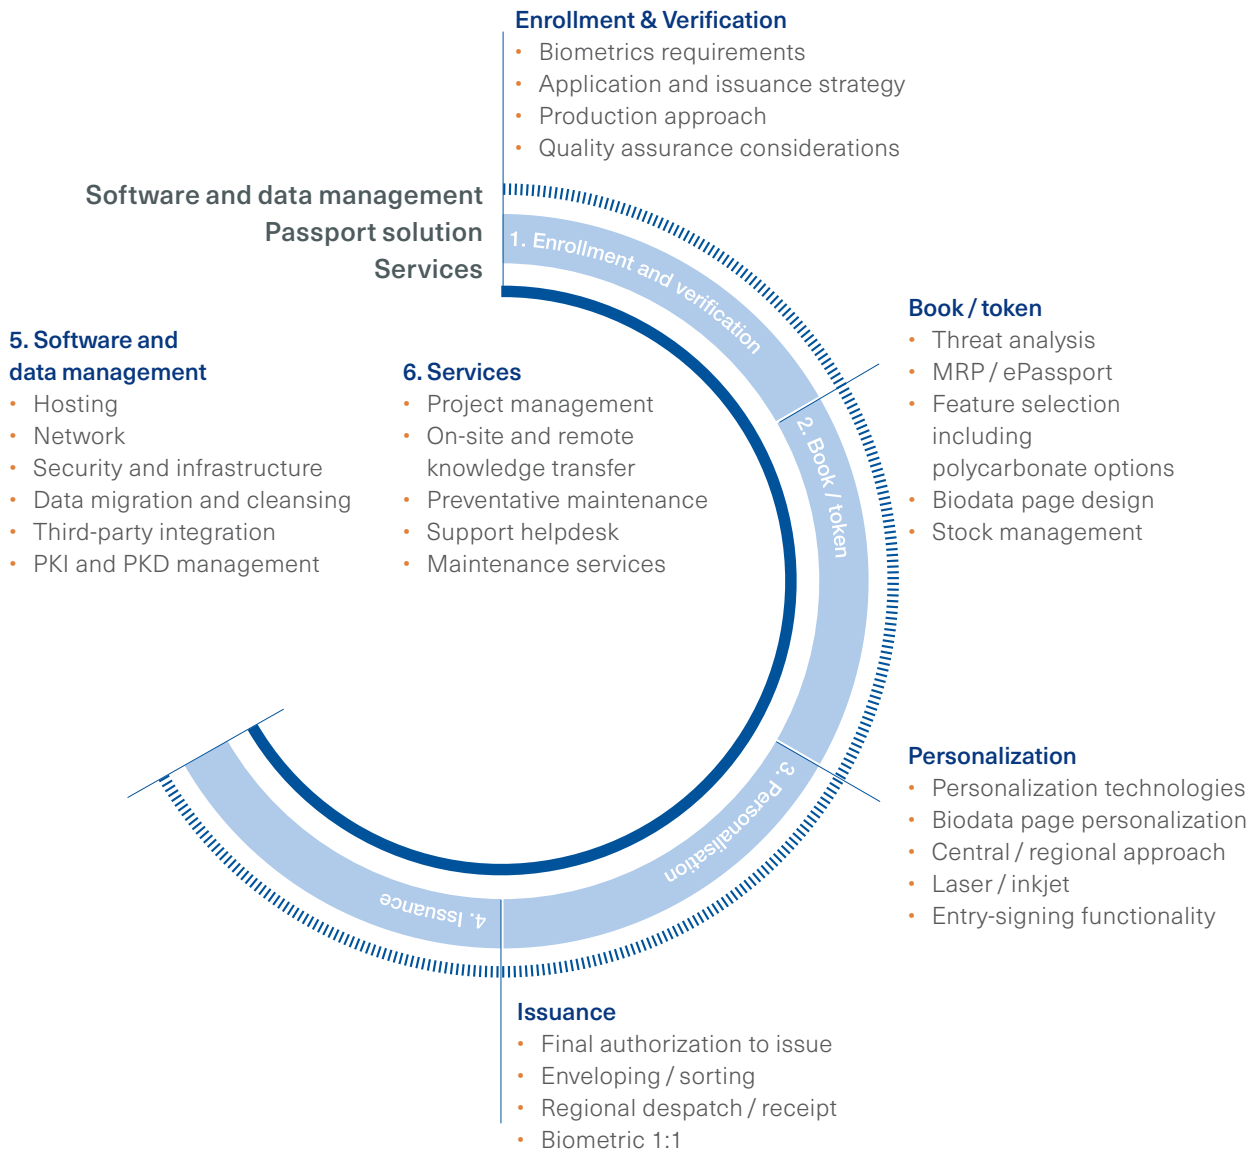 Enrollment & Verification
• Biometrics requirements
• Application and issuance strategy
• Production approach
• Quality assurance considerations
Software and data management
Passport solution
Services
1. Enrollment and verification
Book / token
• Threat analysis
• MRP / ePassport
• Feature selection
including
polycarbonate options
• Biodata page design
• Stock management
2. Book / token
5. Software and
data management
• Hosting
• Network
• Security and infrastructure
• Data migration and cleansing
• Third-party integration
• PKI and PKD management
6. Services
• Project management
• On-site and remote
knowledge transfer
• Preventative maintenance
• Support helpdesk
• Maintenance services
Personalization
• Personalization technologies
• Biodata page personalization
• Central / regional approach
• Laser / inkjet
• Entry-signing functionality
3. Personalisation
4. Issuance
Issuance
• Final authorization to issue
• Enveloping / sorting
• Regional despatch / receipt
• Biometric 1:1